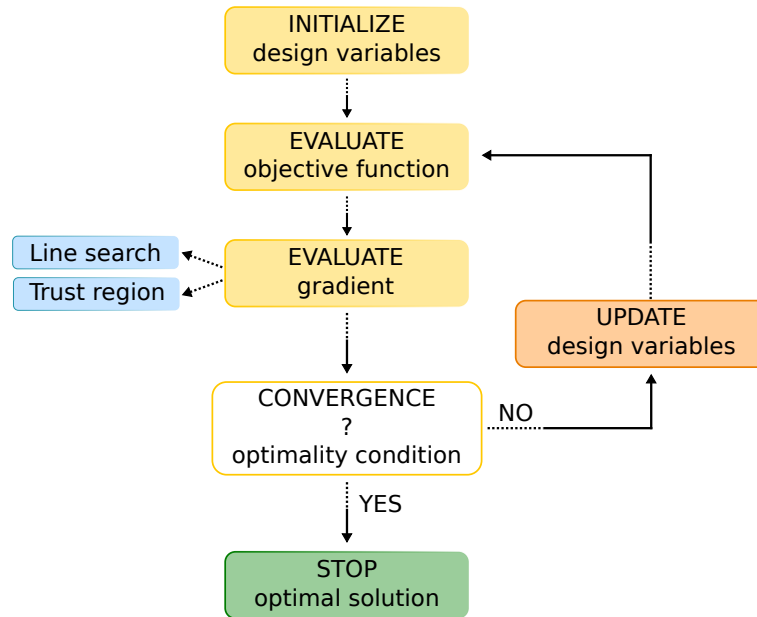 INITIALIZE
design variables
EVALUATE
objective function
Line search
Trust region
EVALUATE
gradient
UPDATE
design variables
CONVERGENCE
?
optimality condition
NO
YES
STOP
optimal solution